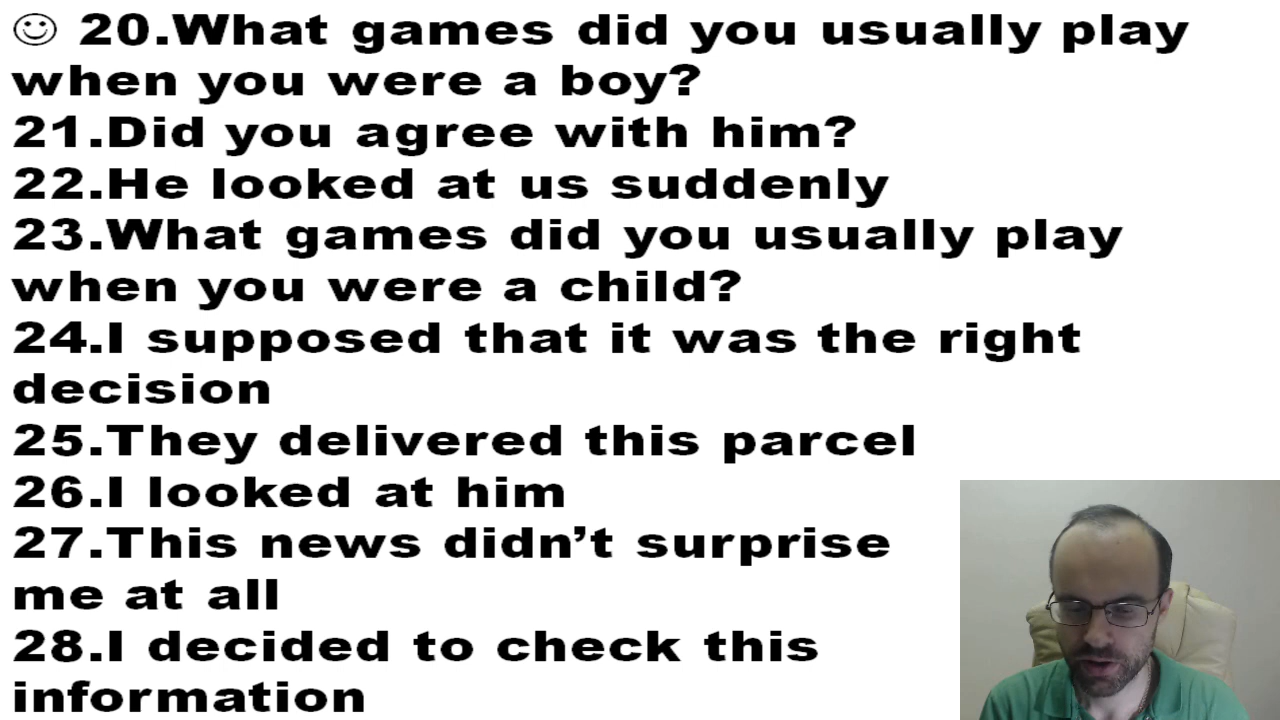 ☺ 20.What games did you usually play
when you were a boy?
21.Did you agree with him?
22.He looked at us suddenly
23.What games did you usually play
when you were a child?
24.I supposed that it was the right
decision
25.They delivered this parcel
26.I looked at him
27.This news didn’t surprise
me at all
28.I decided to check this
information